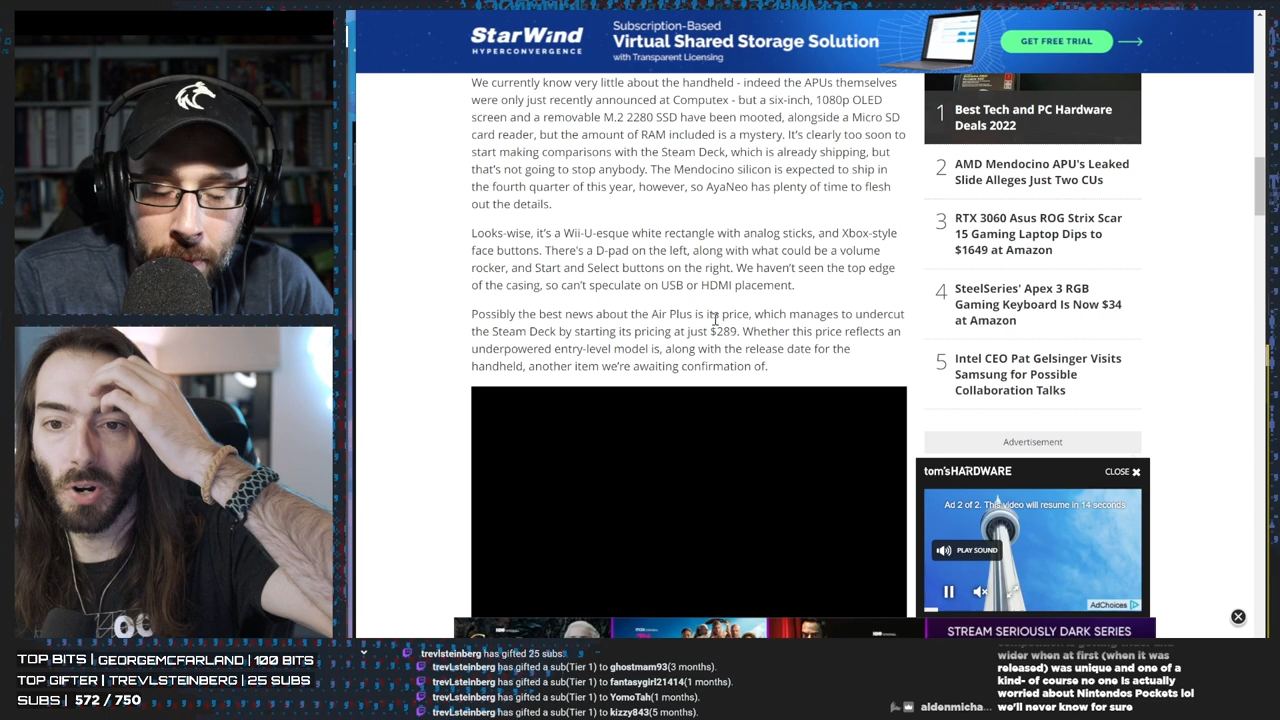 StarWind
HYPERCONVERGENCE
Subscription-Based
Virtual Shared Storage Solution
with Transparent Licensing
GET FREE TRIAL
We currently know very little about the handheld - indeed the APUs themselves
were only just recently announced at Computex - but a six-inch, 1080p OLED
screen and a removable M.2 2280 SSD have been mooted, alongside a Micro SD
card reader, but the amount of RAM included is a mystery. It's clearly too soon to
start making comparisons with the Steam Deck, which is already shipping, but
that's not going to stop anybody. The Mendocino silicon is expected to ship in
the fourth quarter of this year, however, so AyaNeo has plenty of time to flesh
out the details.
Looks-wise, it's a Wii-U-esque white rectangle with analog sticks, and Xbox-style
face buttons. There's a D-pad on the left, along with what could be a volume
rocker, and Start and Select buttons on the right. We haven't seen the top edge
of the casing, so can't speculate on USB or HDMI placement.
Possibly the best news about the Air Plus is its price, which manages to undercut
the Steam Deck by starting its pricing at just $289. Whether this price reflects an
underpowered entry-level model is, along with the release date for the
handheld, another item we're awaiting confirmation of.
1 Best Tech and PC Hardware
Deals 2022
2 AMD Mendocino APU's Leaked
Slide Alleges Just Two CUs
3 RTX 3060 Asus ROG Strix Scar
15 Gaming Laptop Dips to
$1649 at Amazon
4 SteelSeries' Apex 3 RGB
Gaming Keyboard Is Now $34
at Amazon
5 Intel CEO Pat Gelsinger Visits
Samsung for Possible
Collaboration Talks
Advertisement
tom'sHARDWARE CLOSE
Ad 2 of 2. This video will resume in 14 seconds
PLAY SOUND
AdChoices
STREAM SERIOUSLY DARK SERIES
TOP BITS | GEORGEMCFARLAND | 100 BITS
TOP GIFTER | TREVLSTEINBERG | 25 SUBS
SUBS | 572 / 750
trevlsteinberg has gifted 25 subs
trevLsteinberg has gifted a sub(Tier 1) to ghostmam93(3 months).
trevLsteinberg has gifted a sub(Tier 1) to fantasygirl21414(1 months).
trevLsteinberg has gifted a sub(Tier 1) to YomoTah(1 months).
trevLsteinberg has gifted a sub(Tier 1) to kizzy843(5 months).
wider when at first (when it was
released) was unique and one of a
kind- of course no one is actually
worried about Nintendos Pockets lol
aidenmicha... we'll never know for sure